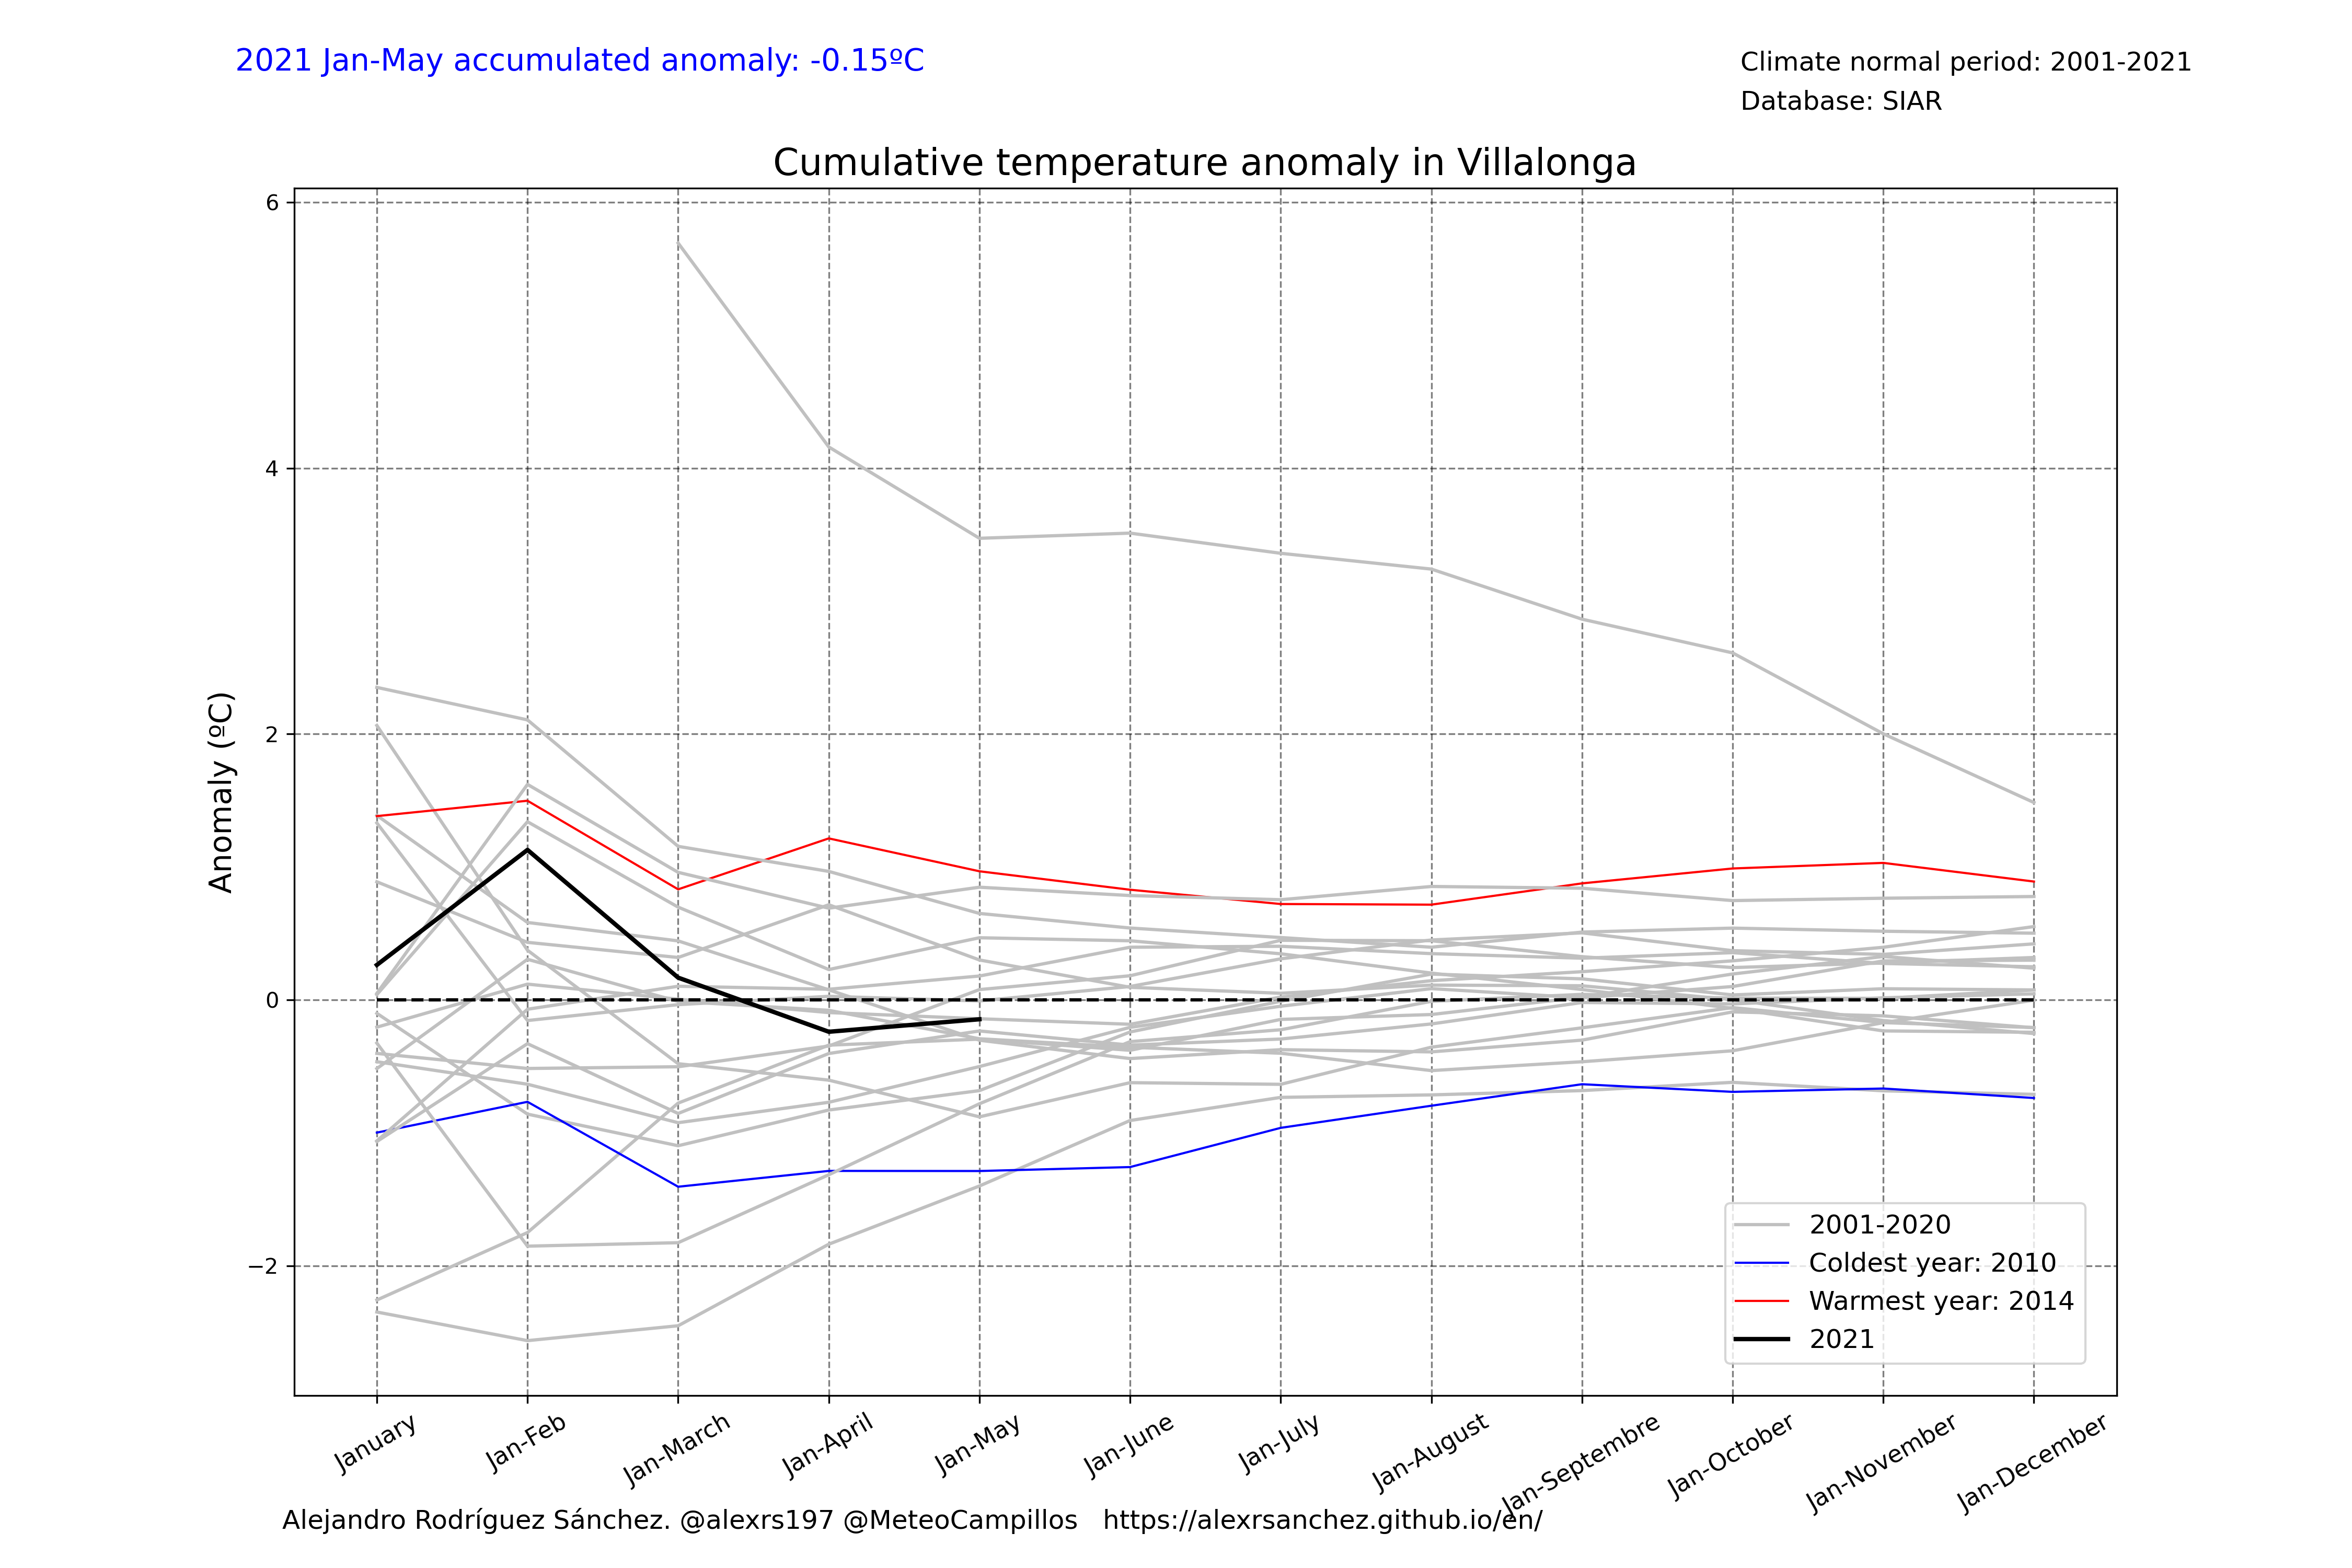 2021 Jan-May accumulated anomaly: -0.15ºC
Climate normal period: 2001-2021
Database: SIAR
Cumulative temperature anomaly in Villalonga
Anomaly (ºC)
6
4
2
0
−2
2001-2020
Coldest year: 2010
Warmest year: 2014
2021
January
Jan-Feb
Jan-March
Jan-April
Jan-May
Jan-June
Jan-July
Jan-August
Jan-Septembre
Jan-October
Jan-November
Jan-December
Alejandro Rodríguez Sánchez. @alexrs197 @MeteoCampillos   https://alexrsanchez.github.io/en/